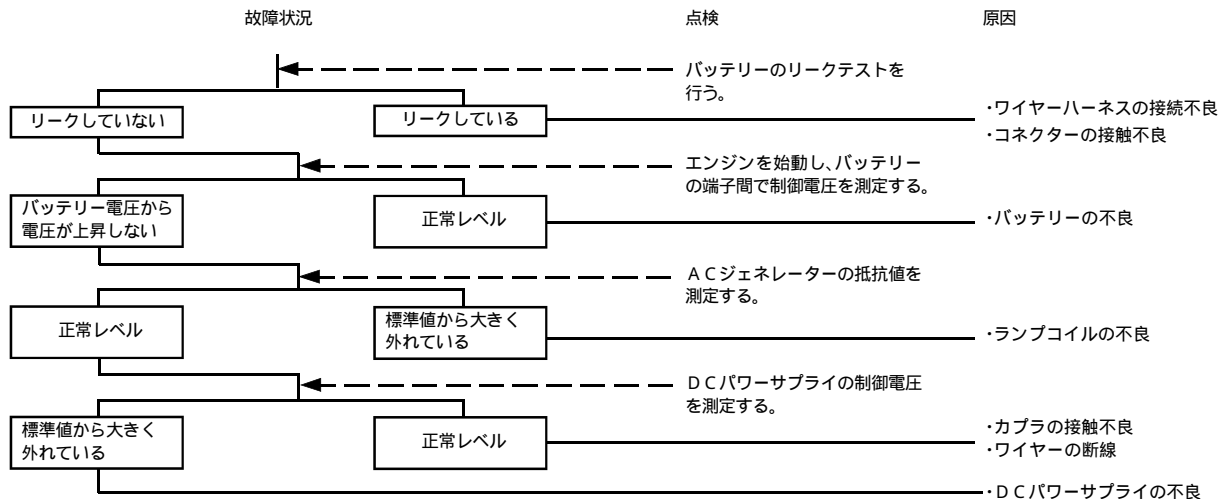 故障状況 点検 原因
バッテリーのリークテストを
行う。
リークしていない
リークしている
・ワイヤーハーネスの接続不良
・コネクターの接触不良
エンジンを始動し、バッテリー
の端子間で制御電圧を測定する。
バッテリー電圧から
電圧が上昇しない
正常レベル
・バッテリーの不良
ＡＣジェネレーターの抵抗値を
測定する。
正常レベル
標準値から大きく
外れている
・ランプコイルの不良
ＤＣパワーサプライの制御電圧
を測定する。
標準値から大きく
外れている
正常レベル
・カプラの接触不良
・ワイヤーの断線
・ＤＣパワーサプライの不良